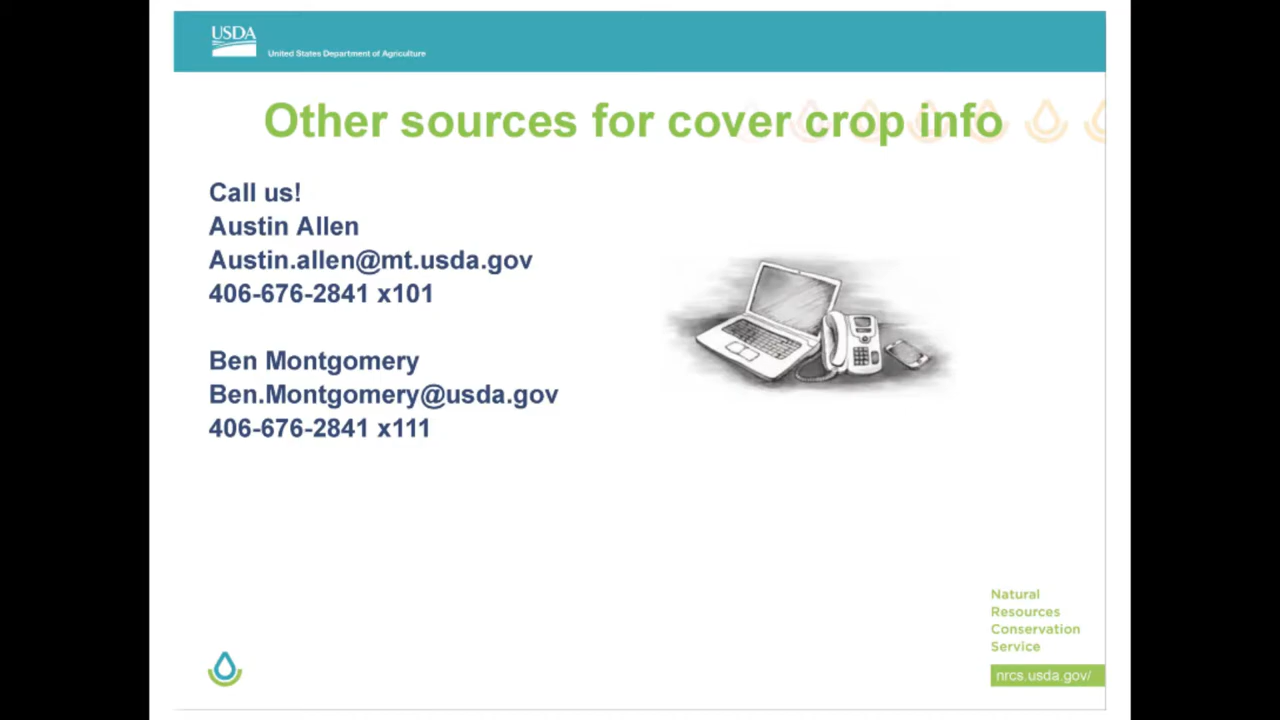 USDA
United States Department of Agriculture
Other sources for cover crop info
Call us!
Austin Allen
Austin.allen@mt.usda.gov
406-676-2841 x101
Ben Montgomery
Ben.Montgomery@usda.gov
406-676-2841 x111
Natural
Resources
Conservation
Service
nrcs.usda.gov/